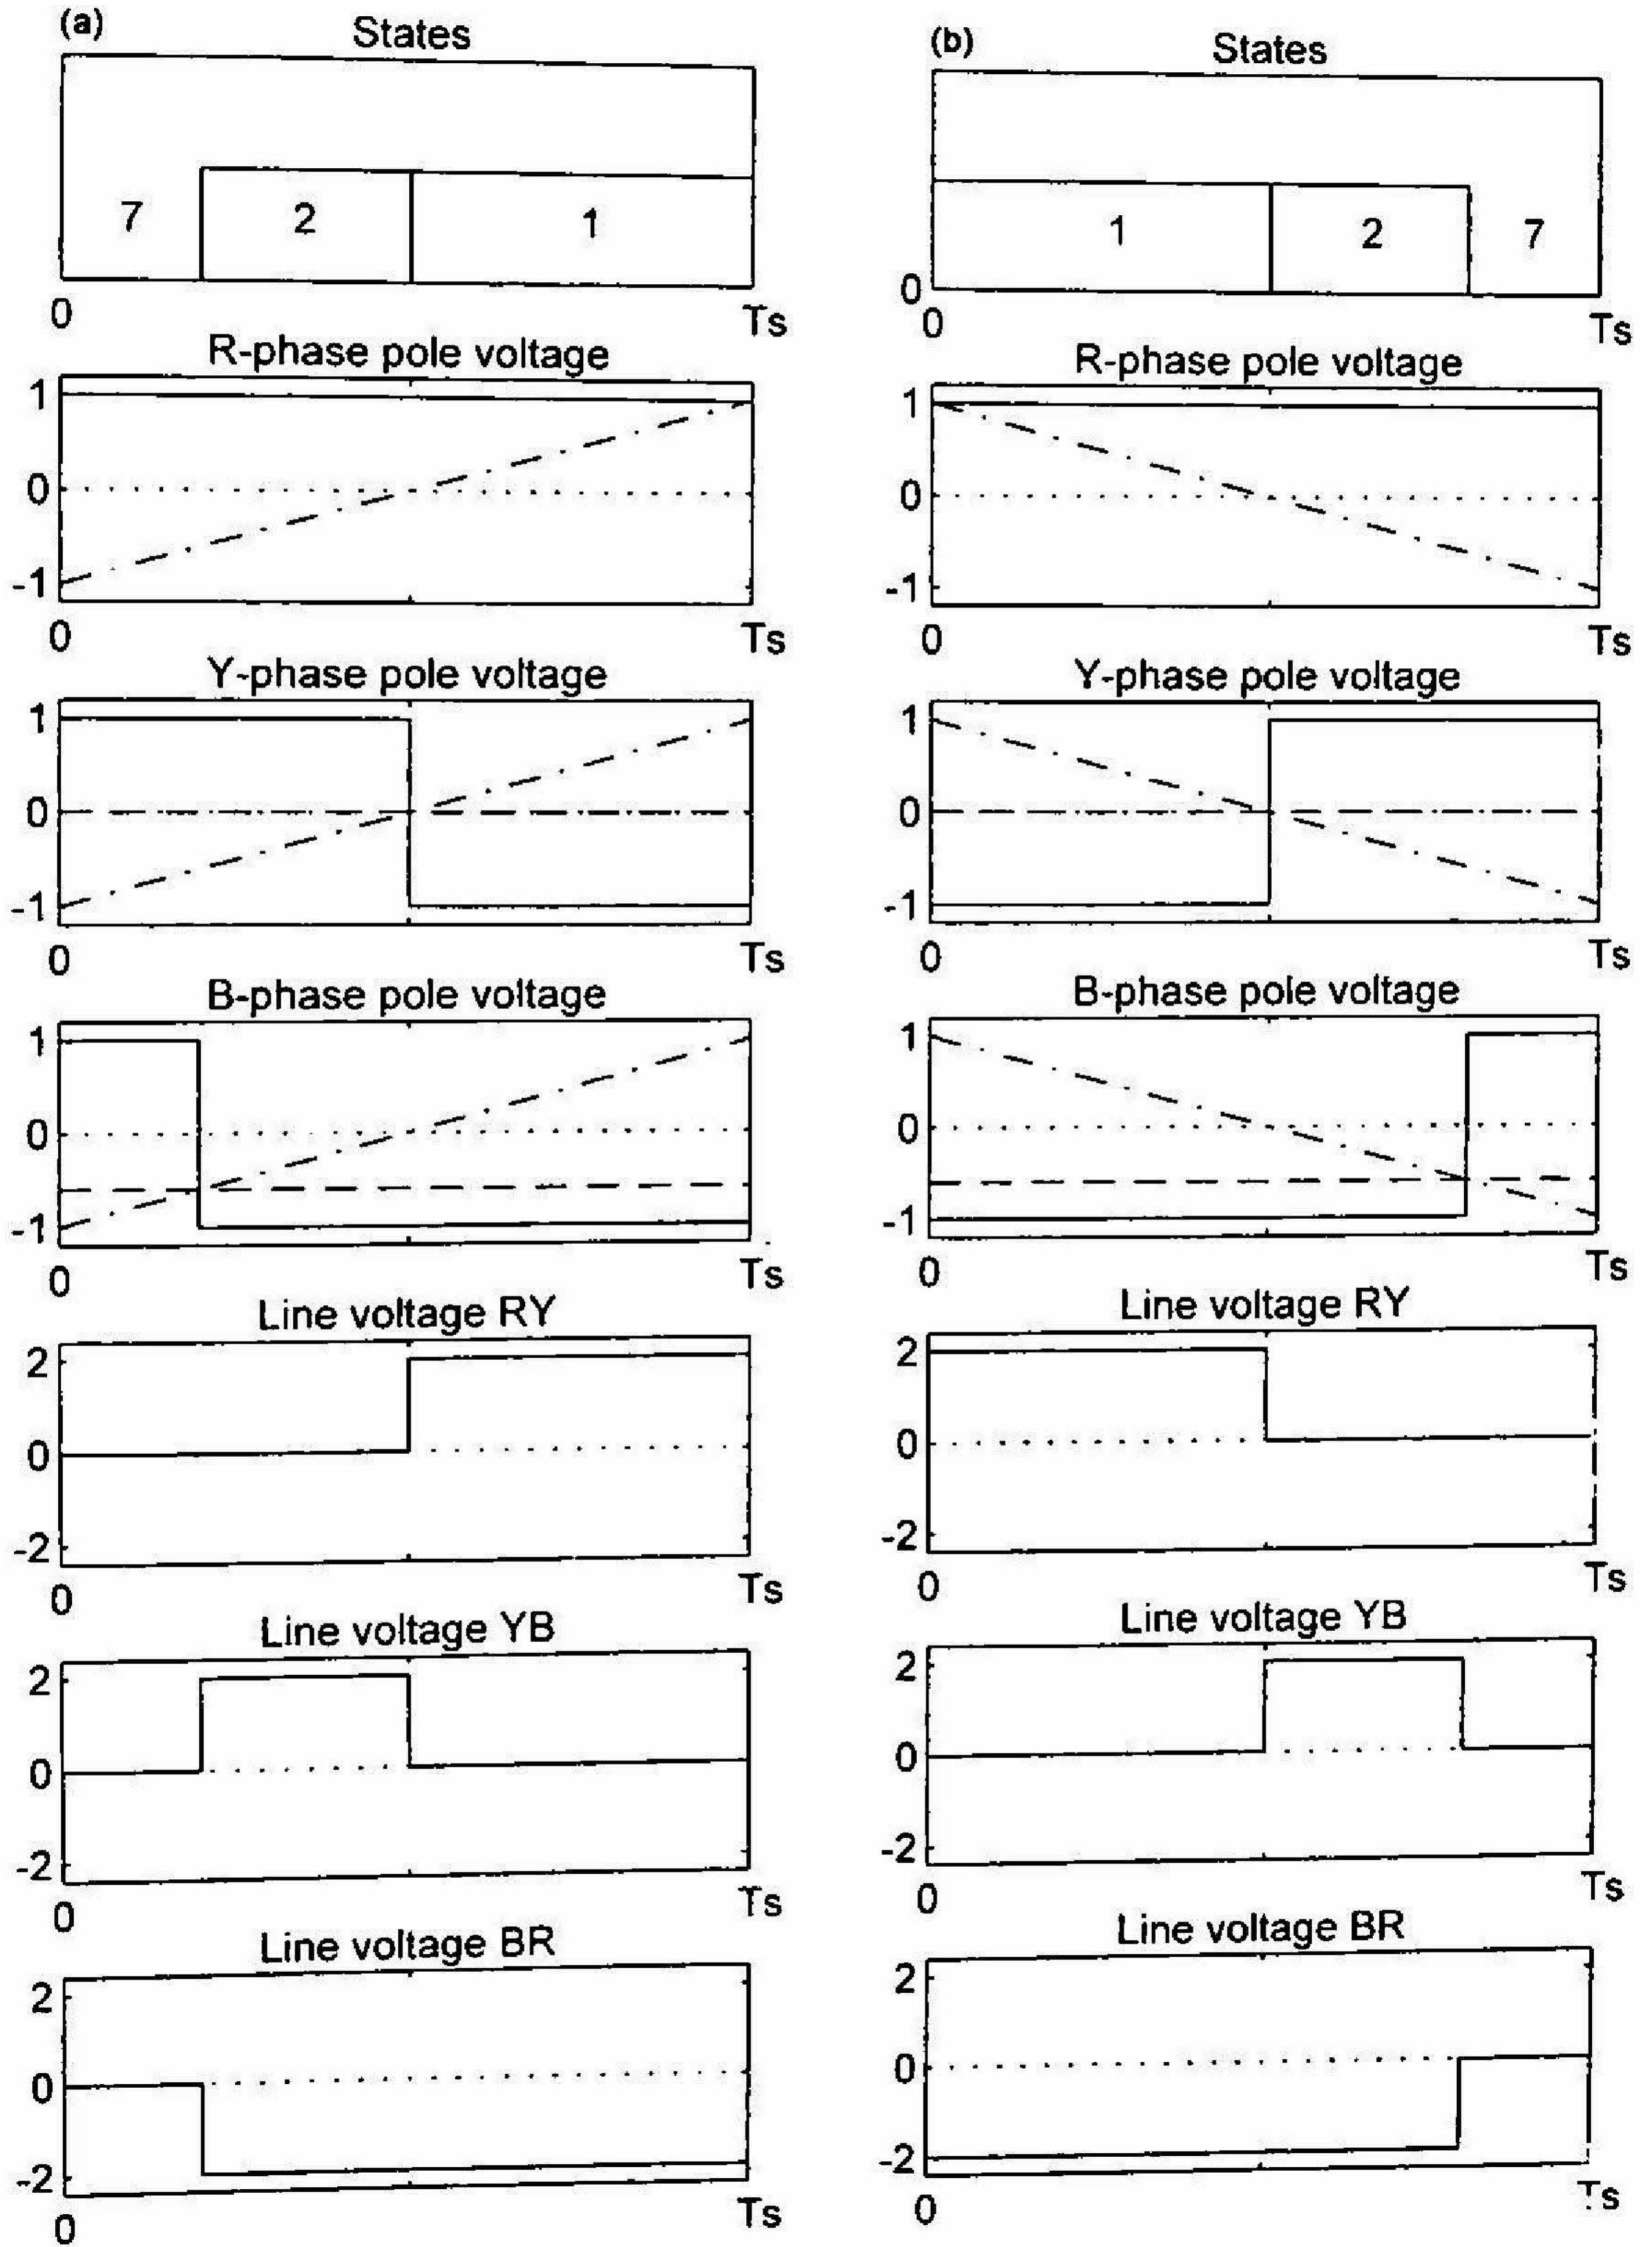 (a)
States
7 2 1
0 Ts
R-phase pole voltage
1
0
-1
0 Ts
Y-phase pole voltage
1
0
-1
0 Ts
B-phase pole voltage
1
0
-1
0 Ts
Line voltage RY
2
0
-2
0 Ts
Line voltage YB
2
0
-2
0 Ts
Line voltage BR
2
0
-2
0 Ts
(b)
States
1 2 7
0
0 Ts
R-phase pole voltage
1
0
-1
0 Ts
Y-phase pole voltage
1
0
-1
0 Ts
B-phase pole voltage
1
0
-1
0 Ts
Line voltage RY
2
0
-2
0 Ts
Line voltage YB
2
0
-2
0 Ts
Line voltage BR
2
0
-2
0 Ts